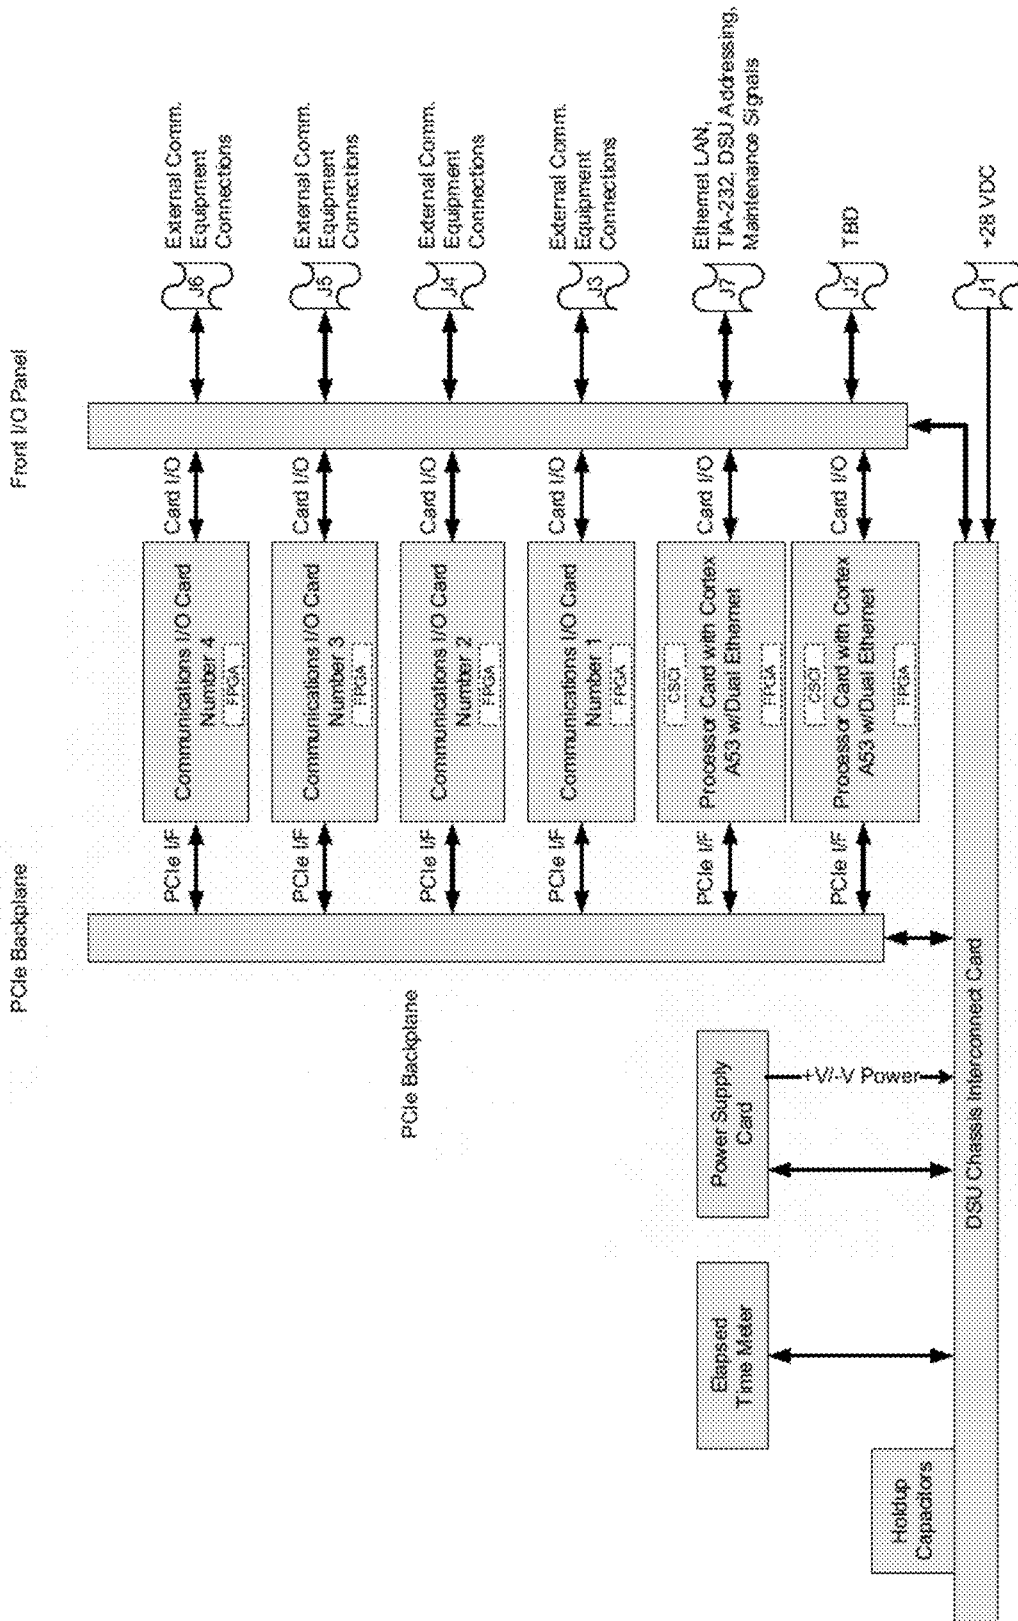 PCIe Backplane
Front I/O Panel
PCIe I/F
Communications I/O Card
Number 4
FPGA
Card I/O
J6
External Comm.
Equipment
Connections
PCIe I/F
Communications I/O Card
Number 3
FPGA
Card I/O
J5
External Comm.
Equipment
Connections
PCIe Backplane
PCIe I/F
Communications I/O Card
Number 2
FPGA
Card I/O
J4
External Comm.
Equipment
Connections
PCIe I/F
Communications I/O Card
Number 1
FPGA
Card I/O
J3
External Comm.
Equipment
Connections
Elapsed
Time Meter
Power Supply
Card
+V/-V Power
PCIe I/F
CSCI
Processor Card with Cortex
A53 w/Dual Ethernet
FPGA
Card I/O
J7
Ethernet LAN,
TIA-232, DSU Addressing,
Maintenance Signals
PCIe I/F
CSCI
Processor Card with Cortex
A53 w/Dual Ethernet
FPGA
Card I/O
J2
TBD
Holdup
Capacitors
DSU Chassis Interconnect Card
J1
+28 VDC